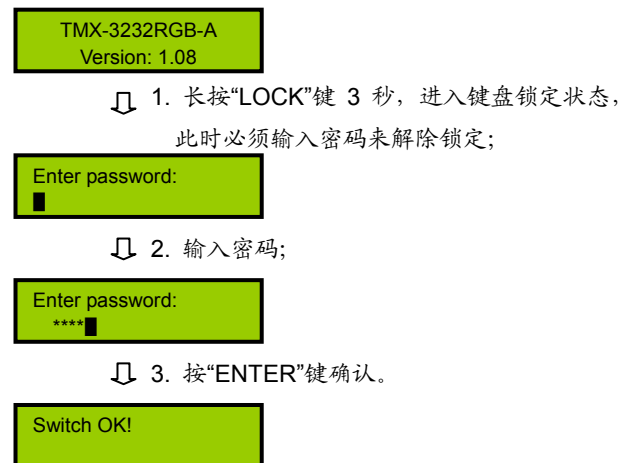 TMX-3232RGB-A
Version: 1.08
1. 长按“LOCK”键 3 秒，进入键盘锁定状态，
此时必须输入密码来解除锁定；
Enter password:
2. 输入密码；
Enter password:
****
3. 按“ENTER”键确认。
Switch OK!